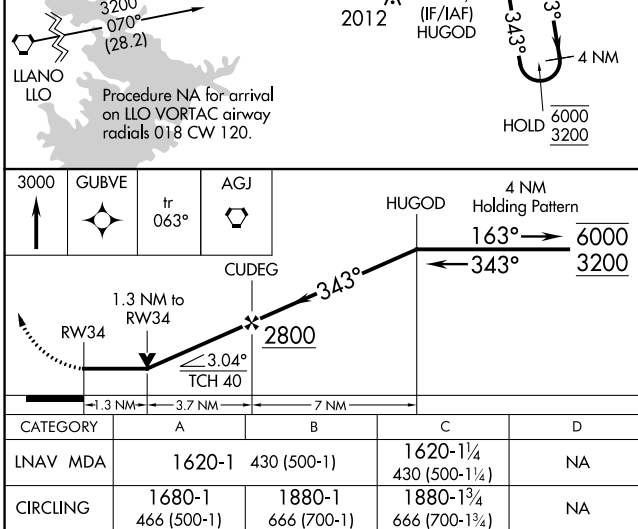 3200
070°
(28.2)
LLANO
LLO
2012
(IF/IAF)
HUGOD
343°
3°
4 NM
HOLD 6000
3200
Procedure NA for arrival
on LLO VORTAC airway
radials 018 CW 120.
3000
GUBVE
tr
063°
AGJ
HUGOD
4 NM
Holding Pattern
163° 6000
343° 3200
CUDEG
343°
1.3 NM to
RW34
RW34
2800
3.04°
TCH 40
1.3 NM 3.7 NM 7 NM
CATEGORY A B C D
LNAV MDA 1620-1 430 (500-1) 1620-1¼ 430 (500-1¼) NA
CIRCLING 1680-1 466 (500-1) 1880-1 666 (700-1) 1880-1¾ 666 (700-1¾) NA